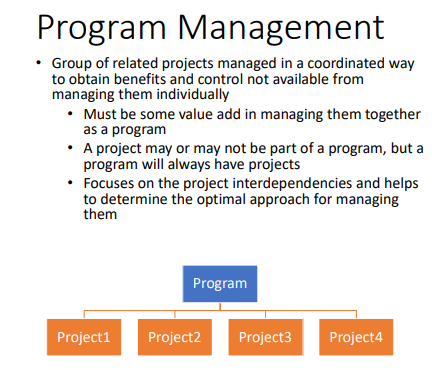 Program Management
• Group of related projects managed in a coordinated way
to obtain benefits and control not available from
managing them individually
• Must be some value add in managing them together
as a program
• A project may or may not be part of a program, but a
program will always have projects
• Focuses on the project interdependencies and helps
to determine the optimal approach for managing
them
Program
Project1 Project2 Project3 Project4